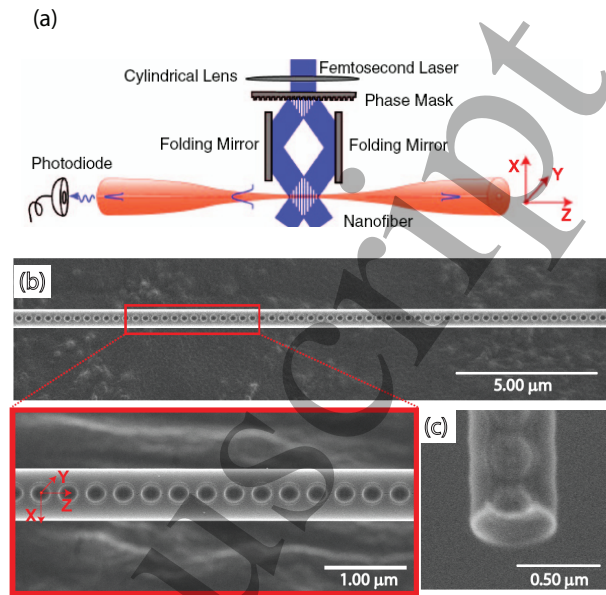 (a)
Femtosecond Laser
Cylindrical Lens
Phase Mask
Folding Mirror
Folding Mirror
Photodiode
X
Y
Z
Nanofiber
(b)
5.00 μm
(c)
Y
Z
X
1.00 μm
0.50 μm
uscript